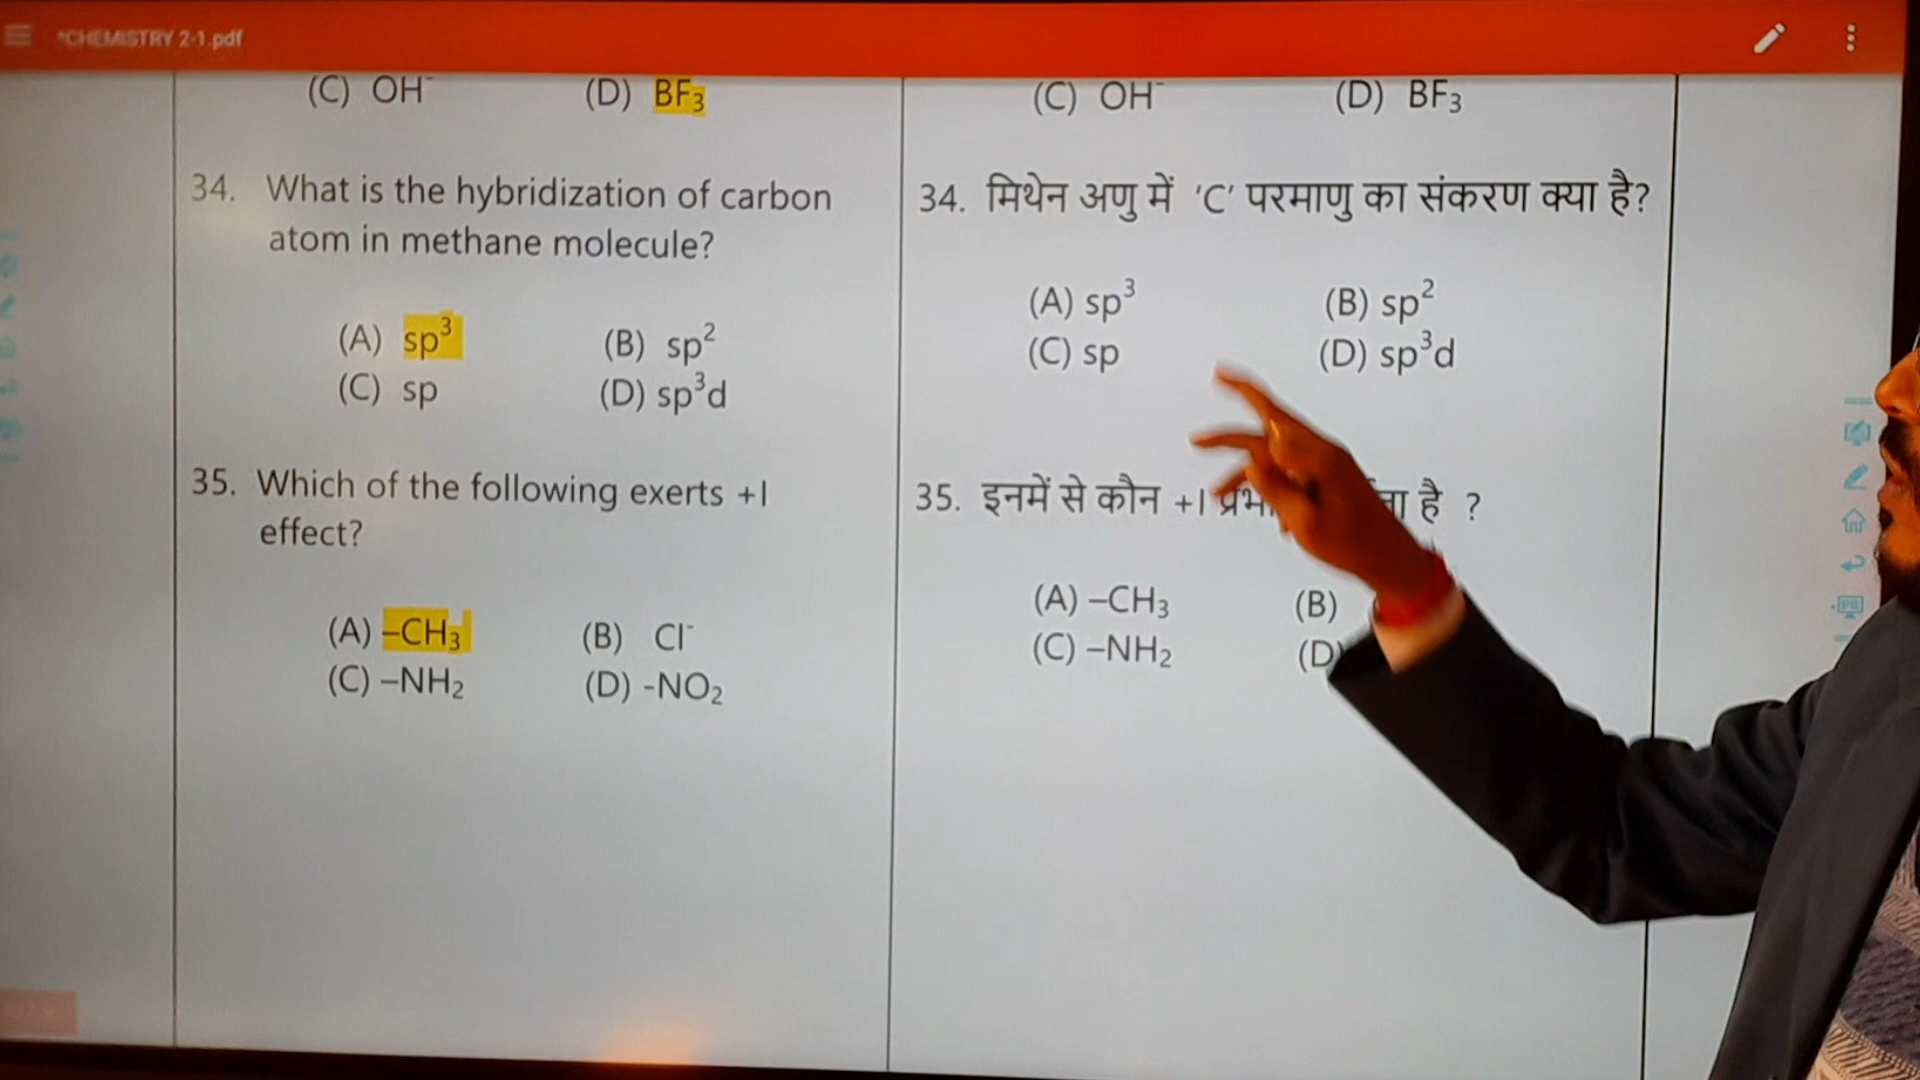 *CHEMISTRY 2-1.pdf
(C) OH⁻ (D) BF₃
34. What is the hybridization of carbon
atom in methane molecule?
(A) sp³ (B) sp²
(C) sp (D) sp³d
35. Which of the following exerts +I
effect?
(A) –CH₃ (B) Cl⁻
(C) –NH₂ (D) -NO₂
(C) OH⁻ (D) BF₃
34. मिथेन अणु में 'C' परमाणु का संकरण क्या है?
(A) sp³ (B) sp²
(C) sp (D) sp³d
35. इनमें से कौन +I है ?
(A) –CH₃ (B)
(C) –NH₂ (D)